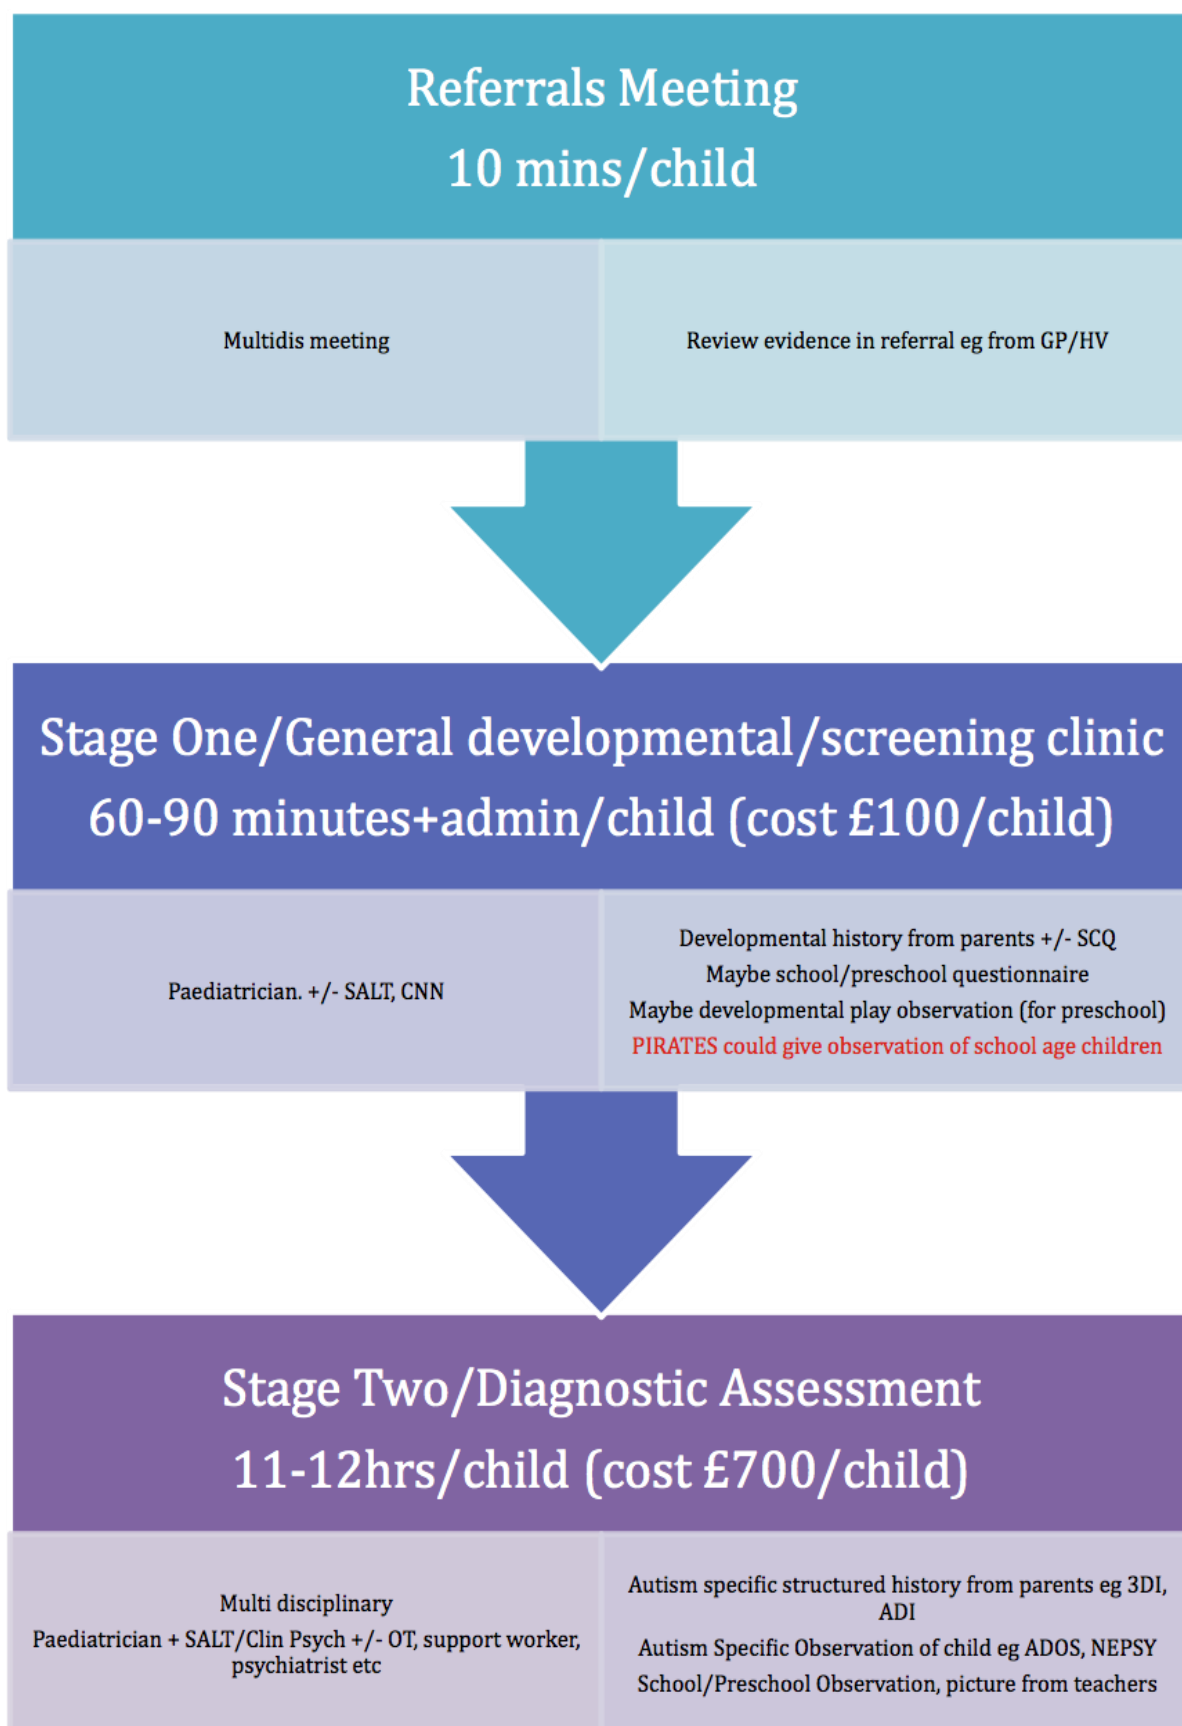 Referrals Meeting
10 mins/child
Multidis meeting
Review evidence in referral eg from GP/HV
Stage One/General developmental/screening clinic
60-90 minutes+admin/child (cost £100/child)
Paediatrician. +/- SALT, CNN
Developmental history from parents +/- SCQ
Maybe school/preschool questionnaire
Maybe developmental play observation (for preschool)
PIRATES could give observation of school age children
Stage Two/Diagnostic Assessment
11-12hrs/child (cost £700/child)
Multi disciplinary
Paediatrician + SALT/Clin Psych +/- OT, support worker,
psychiatrist etc
Autism specific structured history from parents eg 3DI,
ADI
Autism Specific Observation of child eg ADOS, NEPSY
School/Preschool Observation, picture from teachers